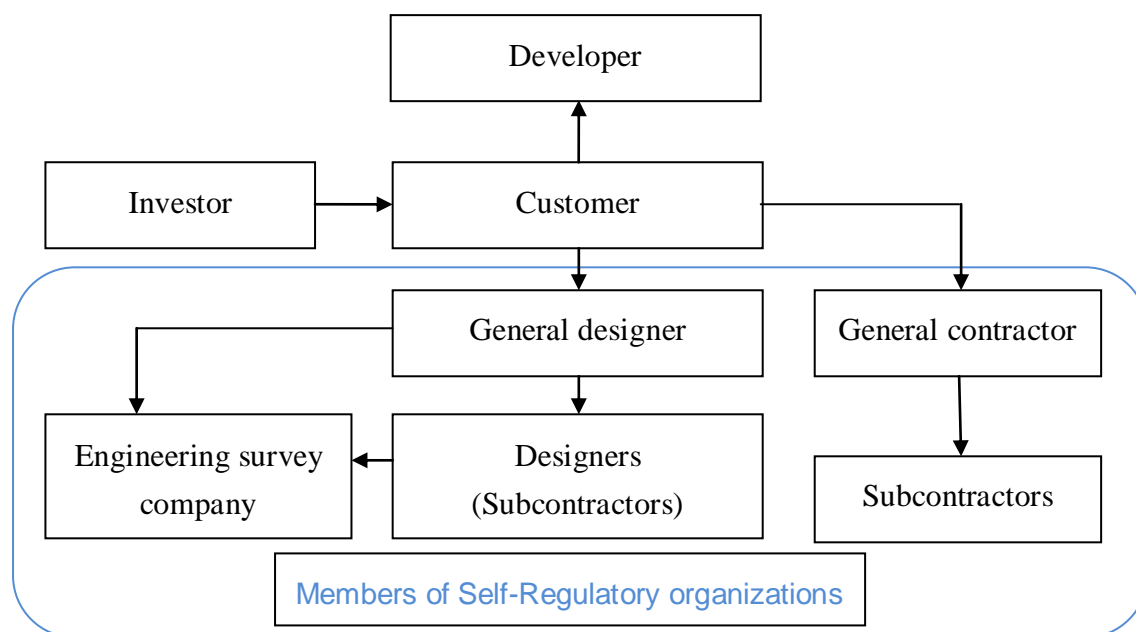 Developer
Investor
Customer
General designer
General contractor
Engineering survey
company
Designers
(Subcontractors)
Subcontractors
Members of Self-Regulatory organizations